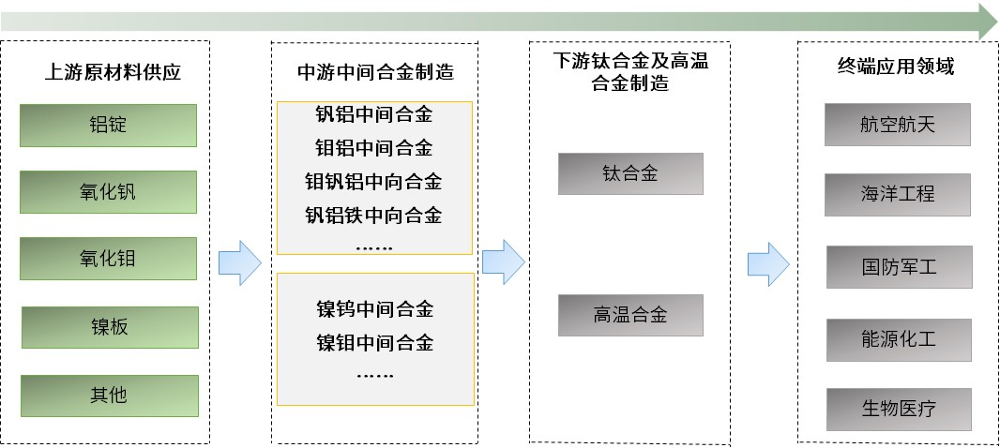 上游原材料供应
铝锭
氧化钒
氧化钼
镍板
其他
中游中间合金制造
钒铝中间合金
钼铝中间合金
钼钒铝中向合金
钒铝铁中向合金
……
镍钨中间合金
镍钼中间合金
……
下游钛合金及高温
合金制造
钛合金
高温合金
终端应用领域
航空航天
海洋工程
国防军工
能源化工
生物医疗